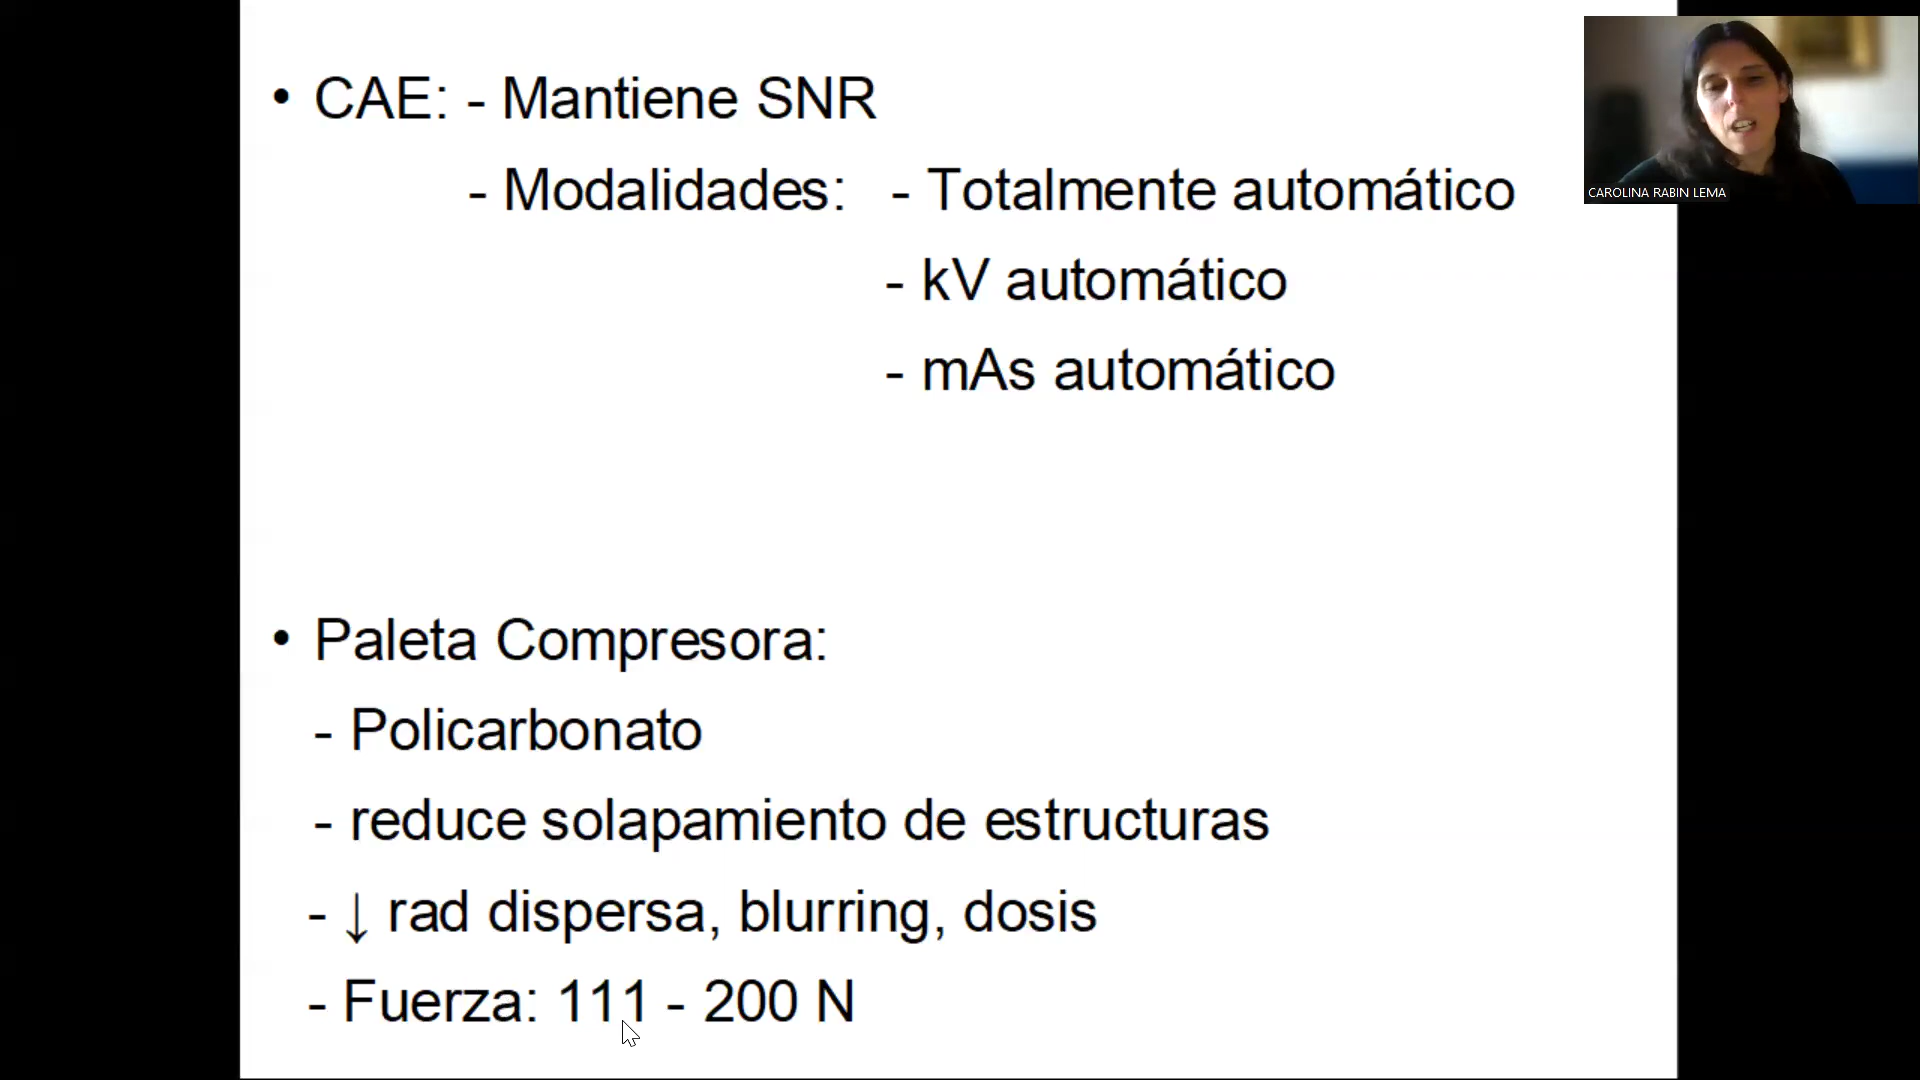 • CAE: - Mantiene SNR
- Modalidades: - Totalmente automático
- kV automático
- mAs automático
• Paleta Compresora:
- Policarbonato
- reduce solapamiento de estructuras
- ↓ rad dispersa, blurring, dosis
- Fuerza: 111 - 200 N
CAROLINA RABIN LEMA